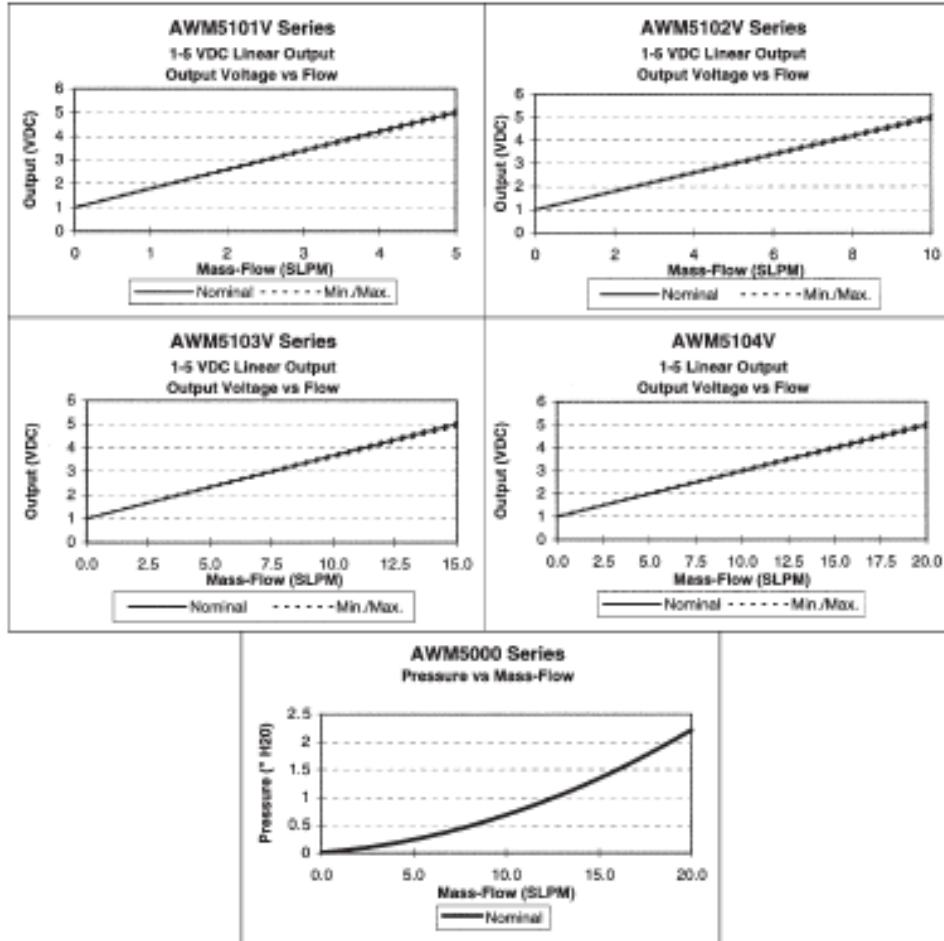 AWM5101V Series
1-5 VDC Linear Output
Output Voltage vs Flow
Output (VDC)
6
5
4
3
2
1
0
0 1 2 3 4 5
Mass-Flow (SLPM)
Nominal Min./Max.
AWM5102V Series
1-5 VDC Linear Output
Output Voltage vs Flow
Output (VDC)
6
5
4
3
2
1
0
0 2 4 6 8 10
Mass-Flow (SLPM)
Nominal Min./Max.
AWM5103V Series
1-5 VDC Linear Output
Output Voltage vs Flow
Output (VDC)
6
5
4
3
2
1
0
0.0 2.5 5.0 7.5 10.0 12.5 15.0
Mass-Flow (SLPM)
Nominal Min./Max.
AWM5104V
1-5 Linear Output
Output Voltage vs Flow
Output (VDC)
6
5
4
3
2
1
0
0.0 2.5 5.0 7.5 10.0 12.5 15.0 17.5 20.0
Mass-Flow (SLPM)
Nominal Min./Max.
AWM5000 Series
Pressure vs Mass-Flow
Pressure (" H20)
2.5
2
1.5
1
0.5
0
0.0 5.0 10.0 15.0 20.0
Mass-Flow (SLPM)
Nominal